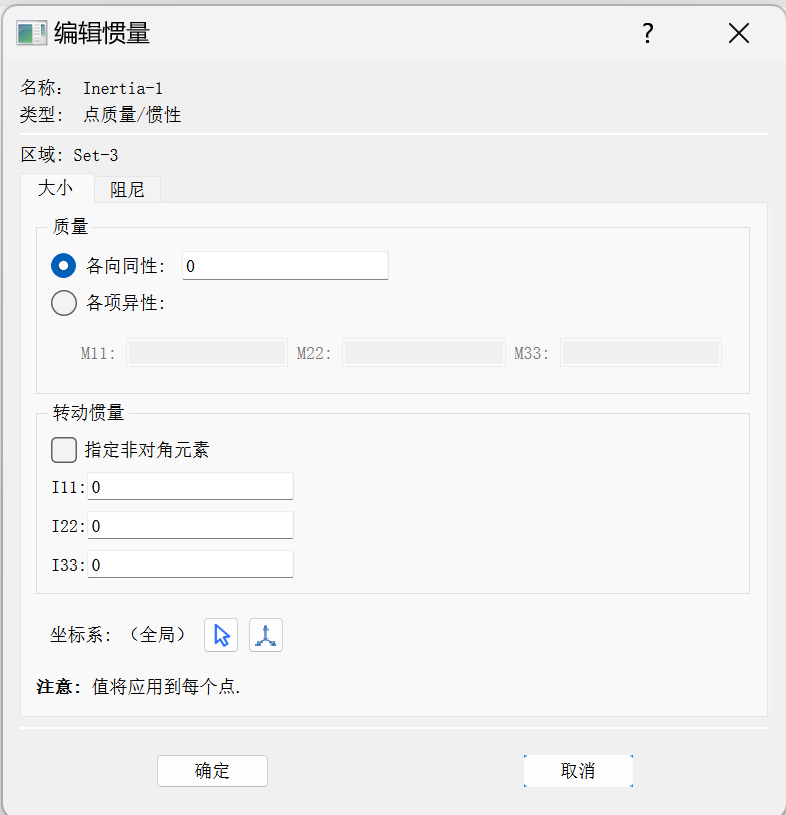 编辑惯量 ?
名称: Inertia-1
类型: 点质量/惯性
区域: Set-3
大小 阻尼
质量
各向同性: 0
各项异性:
M11: M22: M33:
转动惯量
指定非对角元素
I11: 0
I22: 0
I33: 0
坐标系: (全局)
注意: 值将应用到每个点.
确定 取消